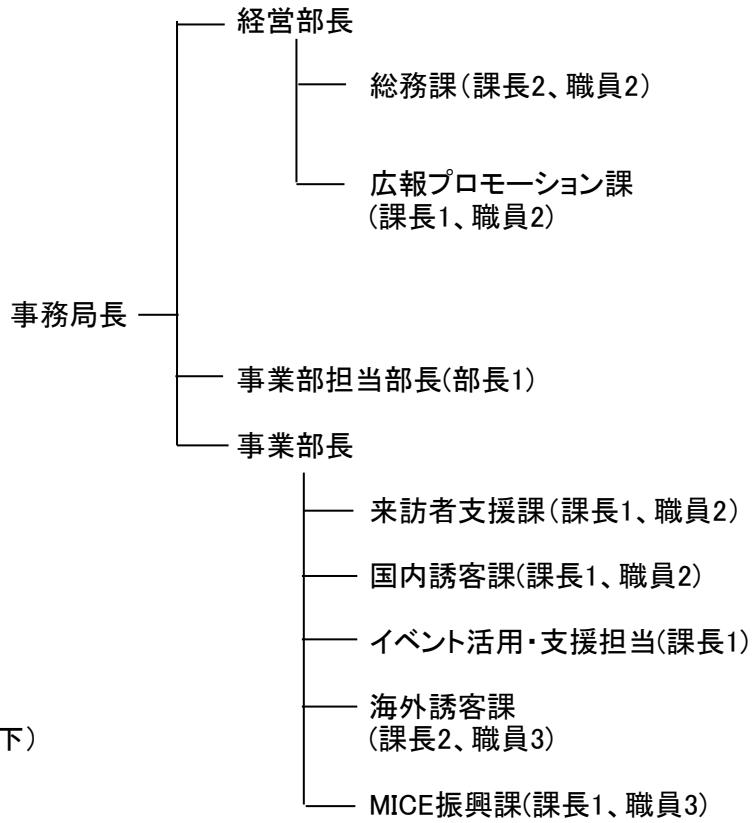 経営部長
総務課(課長2、職員2)
広報プロモーション課
(課長1、職員2)
事務局長
事業部担当部長(部長1)
事業部長
来訪者支援課(課長1、職員2)
国内誘客課(課長1、職員2)
イベント活用・支援担当(課長1)
海外誘客課
(課長2、職員3)
下)
MICE振興課(課長1、職員3)